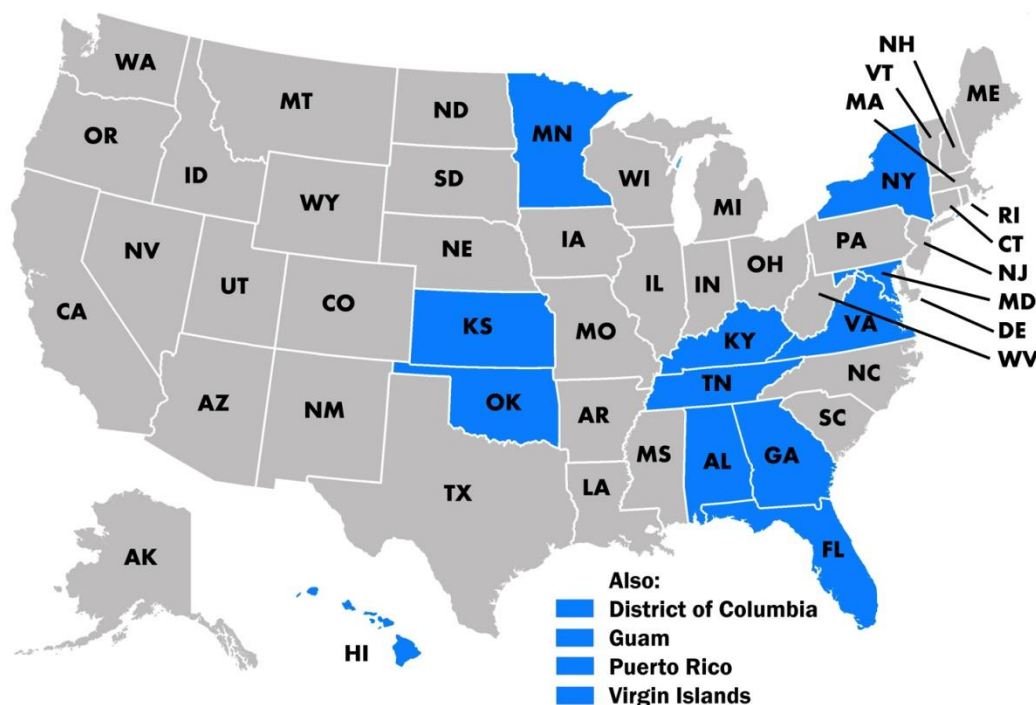 WA
MT
ND
MN
NH
VT
MA
ME
OR
ID
WY
SD
WI
MI
NY
RI
CT
NJ
MD
DE
WV
NV
UT
CO
NE
IA
IL
IN
OH
PA
CA
KS
MO
KY
VA
AZ
NM
OK
AR
TN
NC
SC
TX
LA
MS
AL
GA
FL
AK
HI
Also:
District of Columbia
Guam
Puerto Rico
Virgin Islands